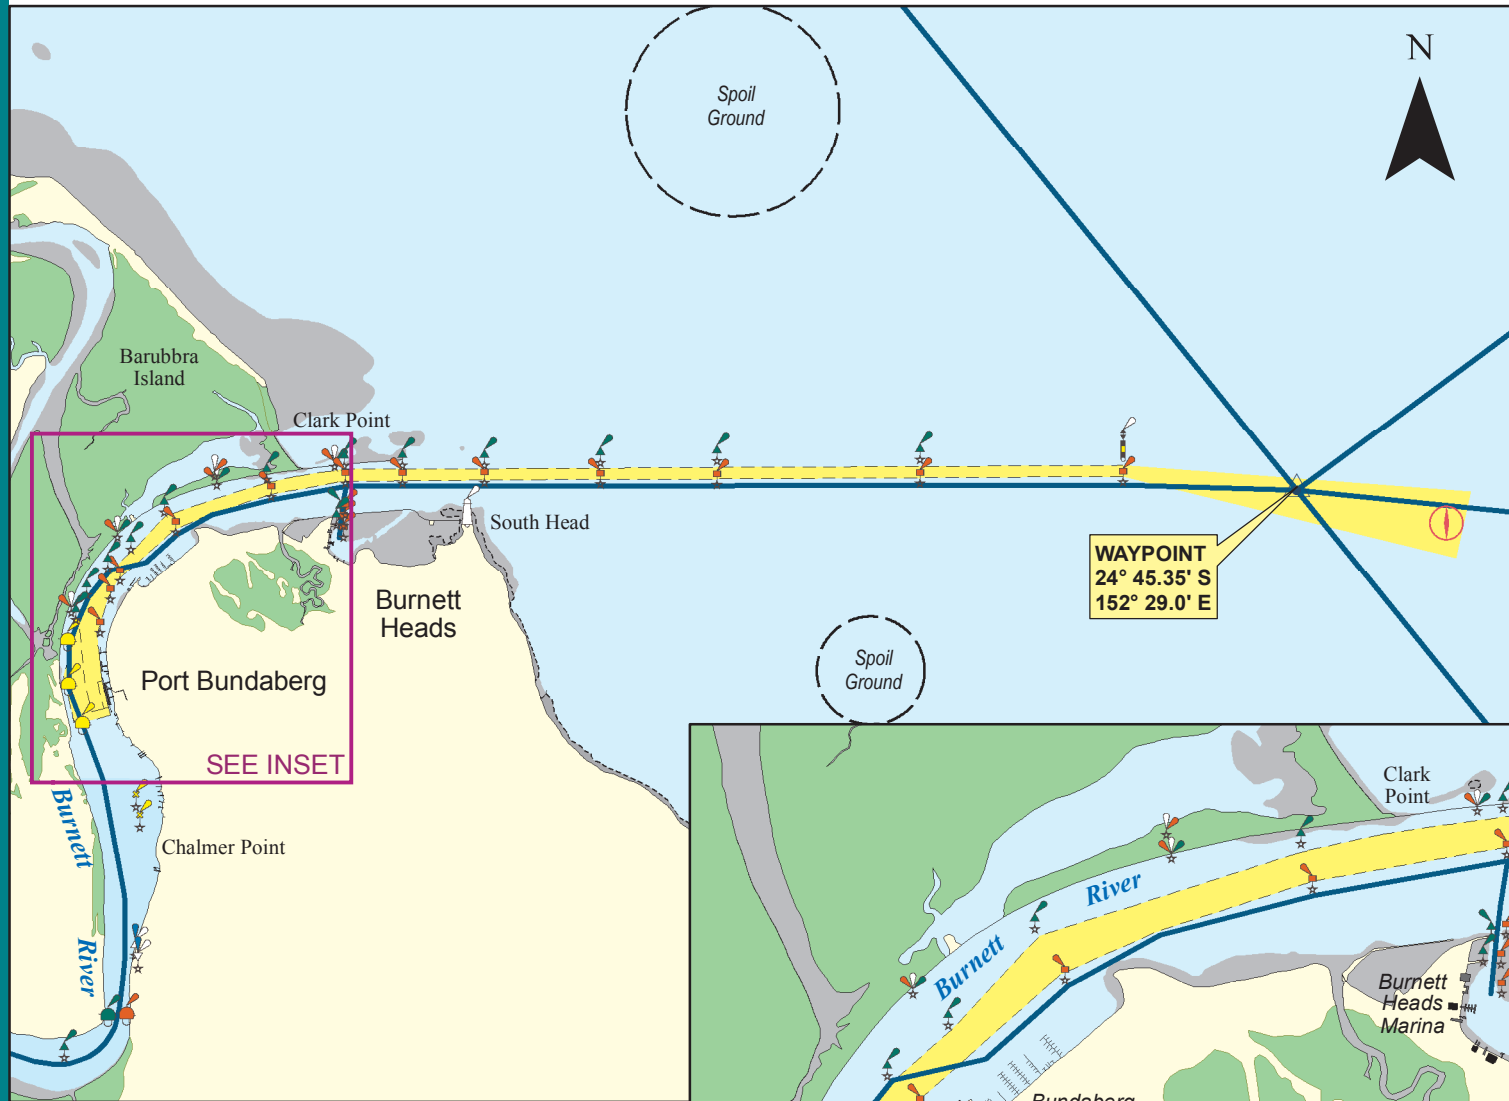 N
Spoil
Ground
Barubbra
Island
Clark Point
South Head
WAYPOINT
24° 45.35' S
152° 29.0' E
Burnett
Heads
Port Bundaberg
Spoil
Ground
SEE INSET
Burnett
Chalmer Point
River
Clark
Point
River
Burnett
Burnett
Heads
Marina
Bundaberg